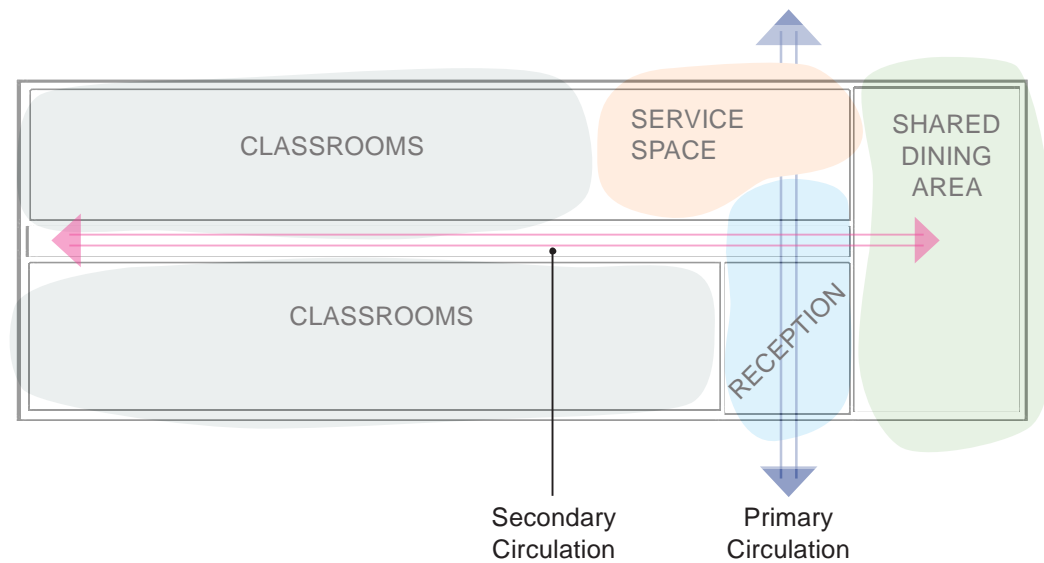 CLASSROOMS
SERVICE
SPACE
SHARED
DINING
AREA
CLASSROOMS
RECEPTION
Secondary
Circulation
Primary
Circulation